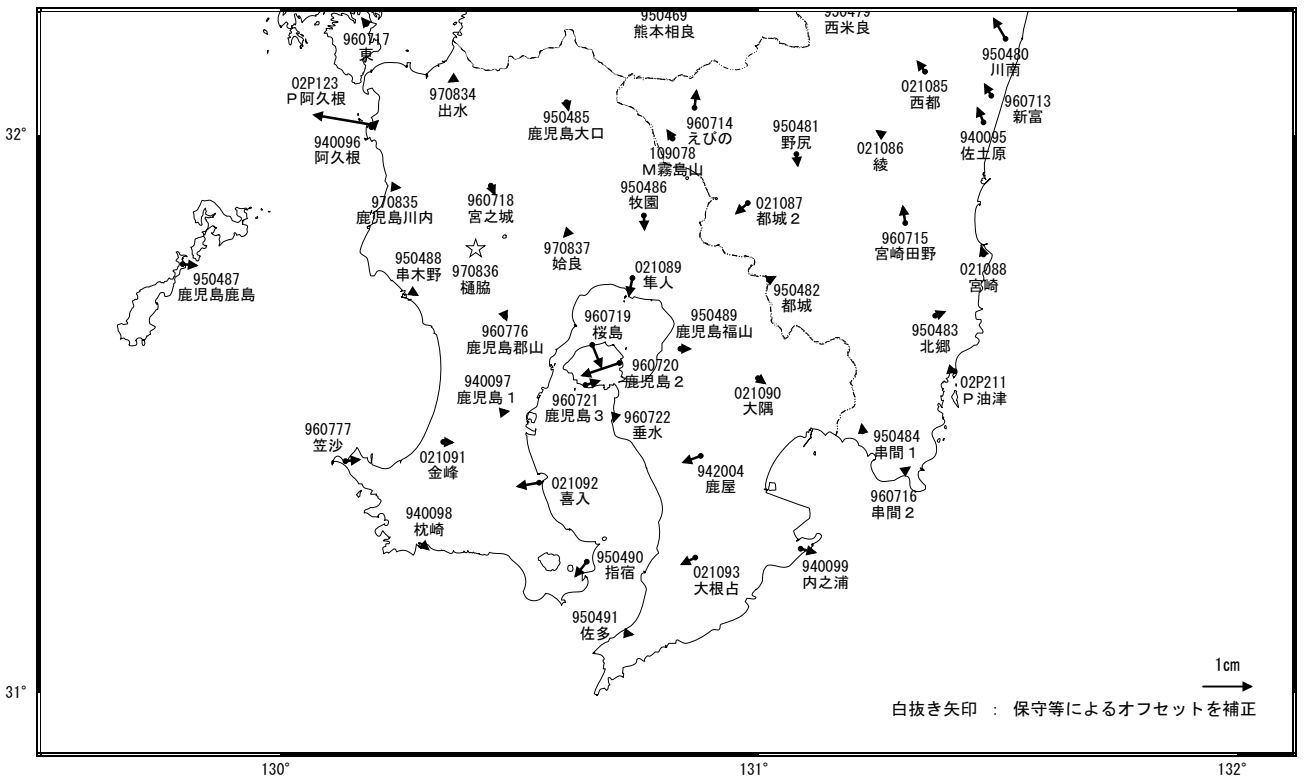 950469
熊本相良
950479
西米良
960717
東
950480
川南
02P123
P阿久根
970834
出水
021085
西都
960713
新富
950485
鹿児島大口
960714
えびの
950481
野尻
940095
佐土原
940096
阿久根
109078
M霧島山
021086
綾
950486
牧園
970835
鹿児島川内
960718
宮之城
021087
都城2
960715
宮崎田野
970837
姶良
950488
串木野
970836
樋脇
021089
隼人
021088
宮崎
950487
鹿児島鹿島
950482
都城
960719
桜島
950489
鹿児島福山
960776
鹿児島郡山
950483
北郷
960720
鹿児島2
940097
鹿児島1
960721
鹿児島3
021090
大隅
02P211
P油津
960722
垂水
960777
笠沙
021091
金峰
950484
串間1
942004
鹿屋
021092
喜入
960716
串間2
940098
枕崎
950490
指宿
021093
大根占
940099
内之浦
950491
佐多
1cm
白抜き矢印 : 保守等によるオフセットを補正
32°
31°
130°
131°
132°